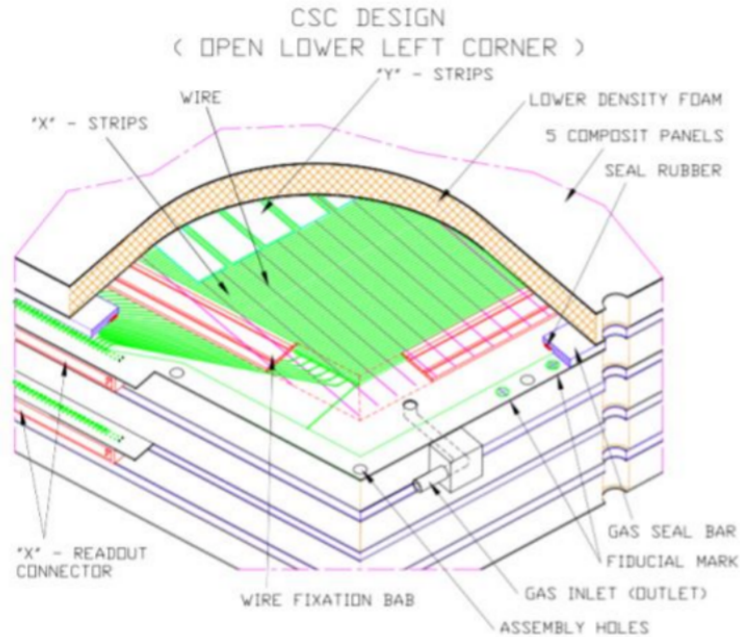 CSC DESIGN
( OPEN LOWER LEFT CORNER )
"Y" - STRIPS
WIRE
LOWER DENSITY FOAM
"X" - STRIPS
5 COMPOSIT PANELS
SEAL RUBBER
GAS SEAL BAR
"X" - READOUT
CONNECTOR
FIDUCIAL MARK
GAS INLET (OUTLET)
WIRE FIXATION BAB
ASSEMBLY HOLES